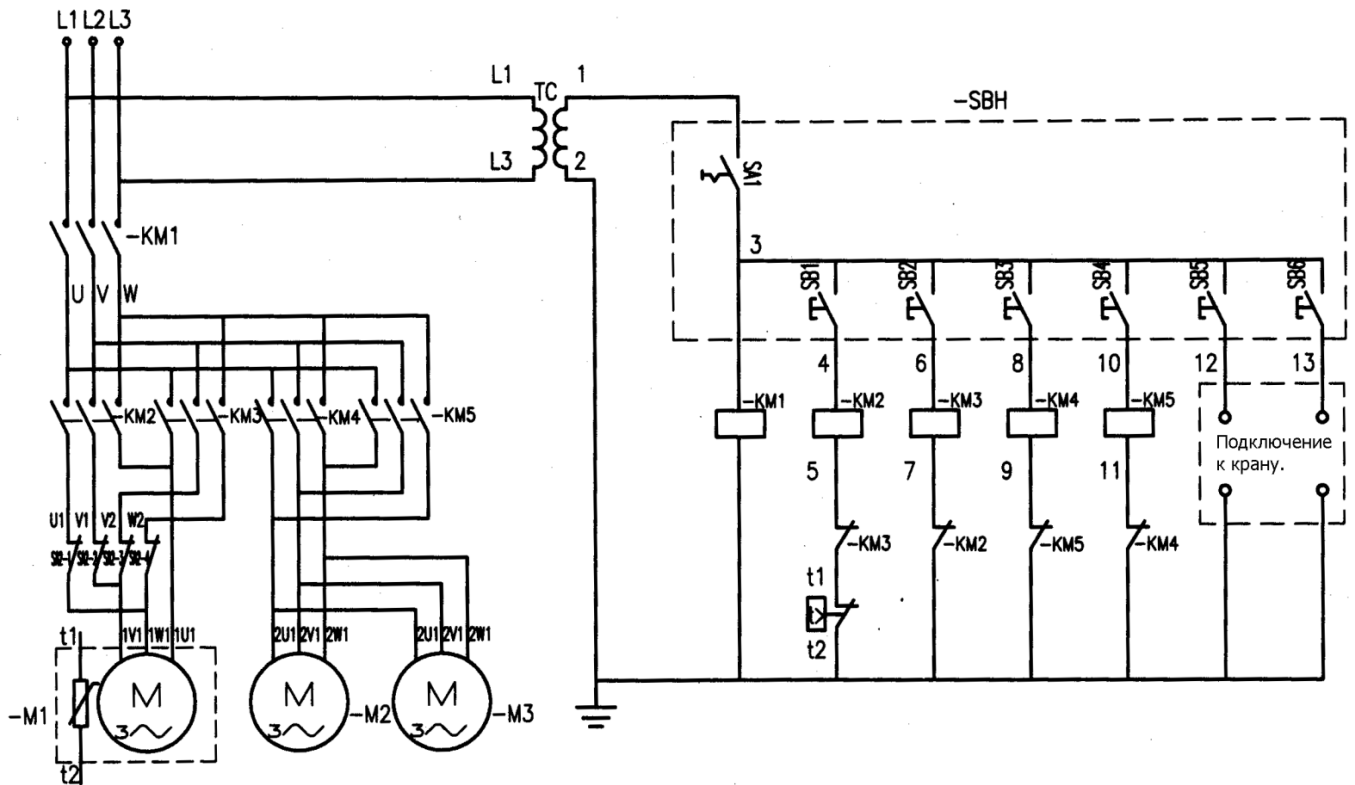 L1 L2 L3
L1
TC
1
-SBH
L3
2
SA1
-KM1
3
SB1
SB2
SB3
SB4
SB5
SB6
U
V
W
4
6
8
10
12
13
-KM2
-KM3
-KM4
-KM5
-KM1
-KM2
-KM3
-KM4
-KM5
Подключение
к крану.
5
7
9
11
U1
V1
V2
W2
-KM3
-KM2
-KM5
-KM4
t1
t>
t2
t1
1V1
1W1
1U1
2U1
2V1
2W1
2U1
2V1
2W1
M
3
M
3
M
3
-M1
-M2
-M3
t2